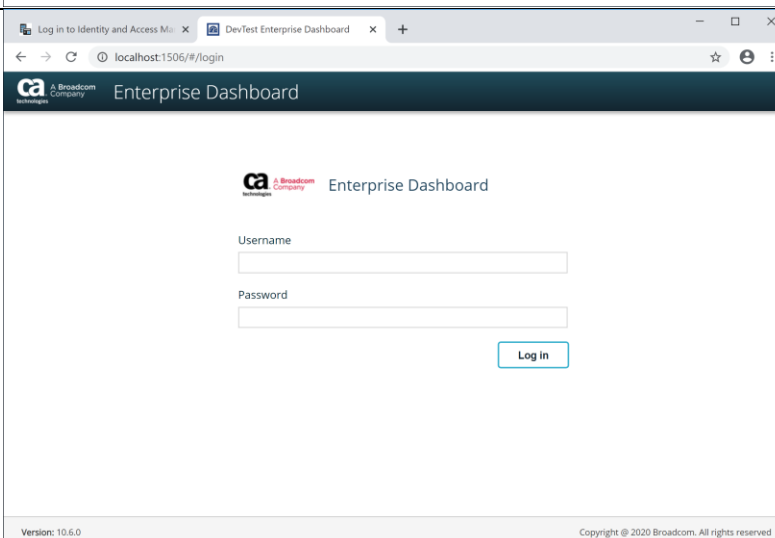 Log in to Identity and Access Ma
DevTest Enterprise Dashboard
localhost:1506/#/login
ca technologies A Broadcom Company Enterprise Dashboard
ca technologies A Broadcom Company Enterprise Dashboard
Username
Password
Log in
Version: 10.6.0 Copyright @ 2020 Broadcom. All rights reserved